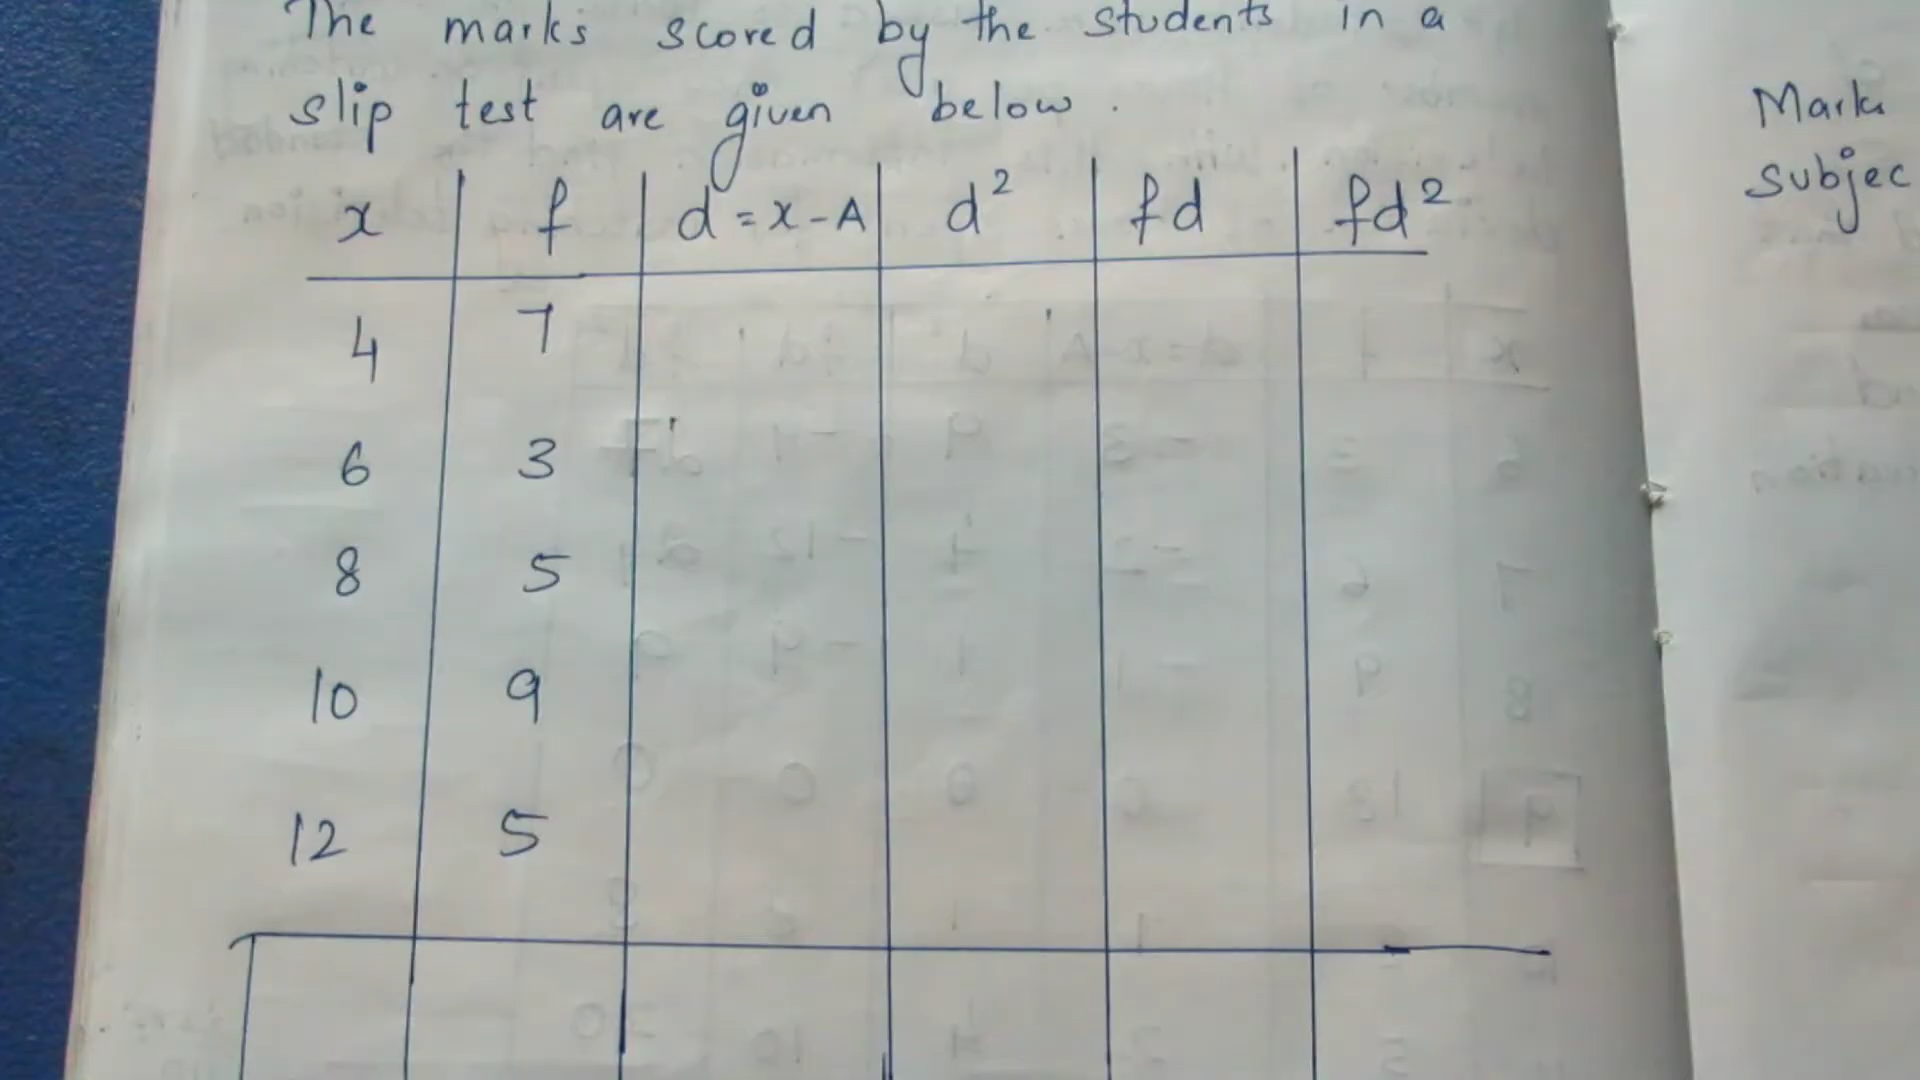 The marks scored by the students in a
slip test are given below.
x f d = x - A d² fd fd²
4 7
6 3
8 5
10 9
12 5
Mark
Subjec